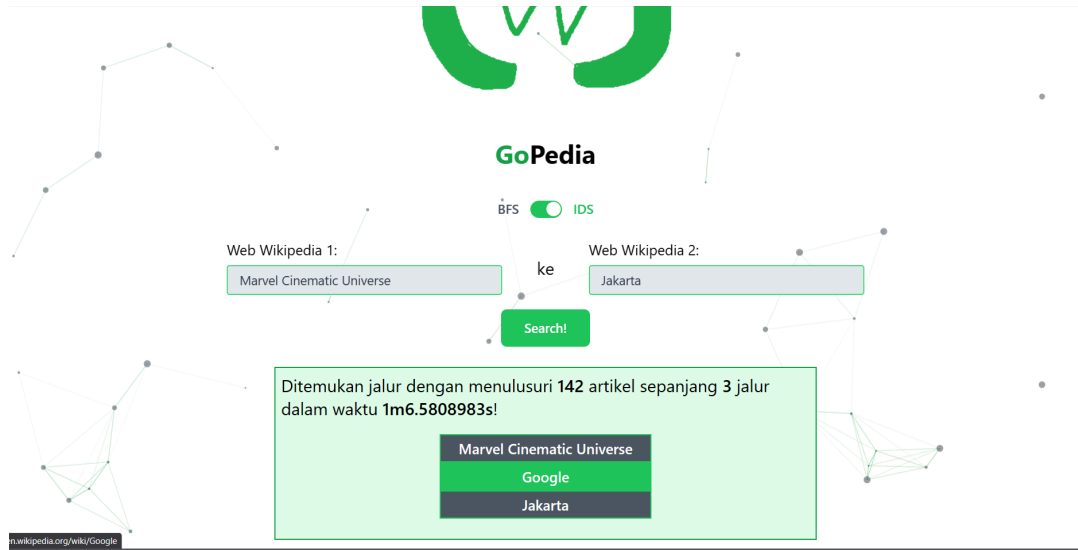 GoPedia
BFS IDS
Web Wikipedia 1:
Marvel Cinematic Universe
ke
Web Wikipedia 2:
Jakarta
Search!
Ditemukan jalur dengan menulusuri 142 artikel sepanjang 3 jalur
dalam waktu 1m6.5808983s!
Marvel Cinematic Universe
Google
Jakarta
en.wikipedia.org/wiki/Google